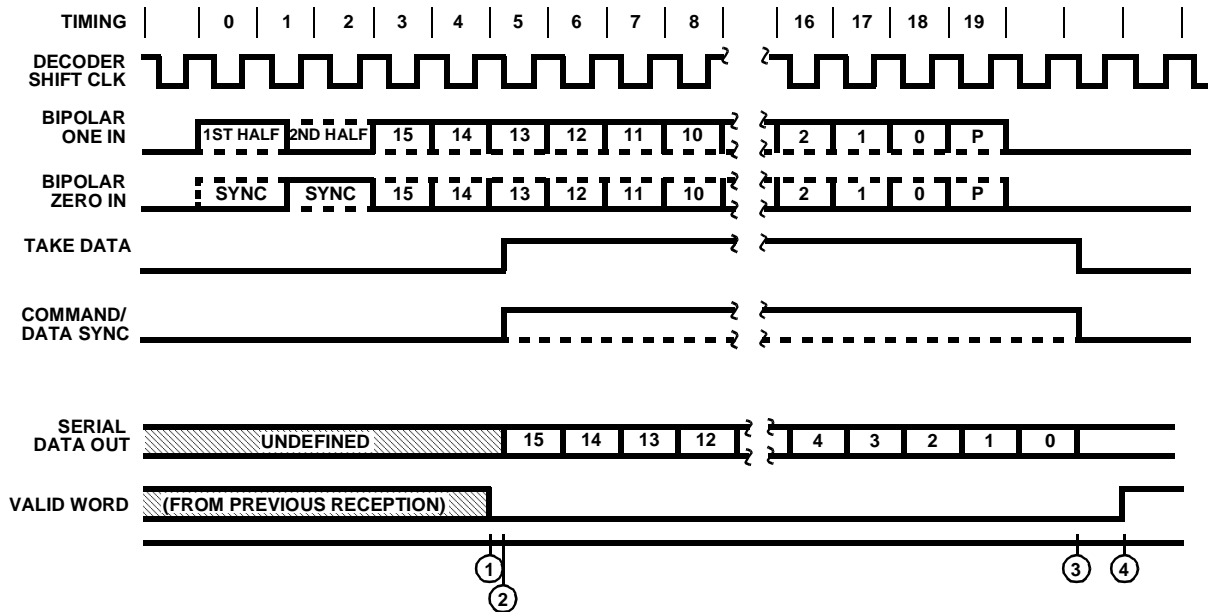 TIMING 0 1 2 3 4 5 6 7 8 16 17 18 19
DECODER
SHIFT CLK
BIPOLAR
ONE IN
1ST HALF 2ND HALF 15 14 13 12 11 10 2 1 0 P
BIPOLAR
ZERO IN
SYNC SYNC 15 14 13 12 11 10 2 1 0 P
TAKE DATA
COMMAND/
DATA SYNC
SERIAL
DATA OUT
UNDEFINED 15 14 13 12 4 3 2 1 0
VALID WORD (FROM PREVIOUS RECEPTION)
1 3 4
2